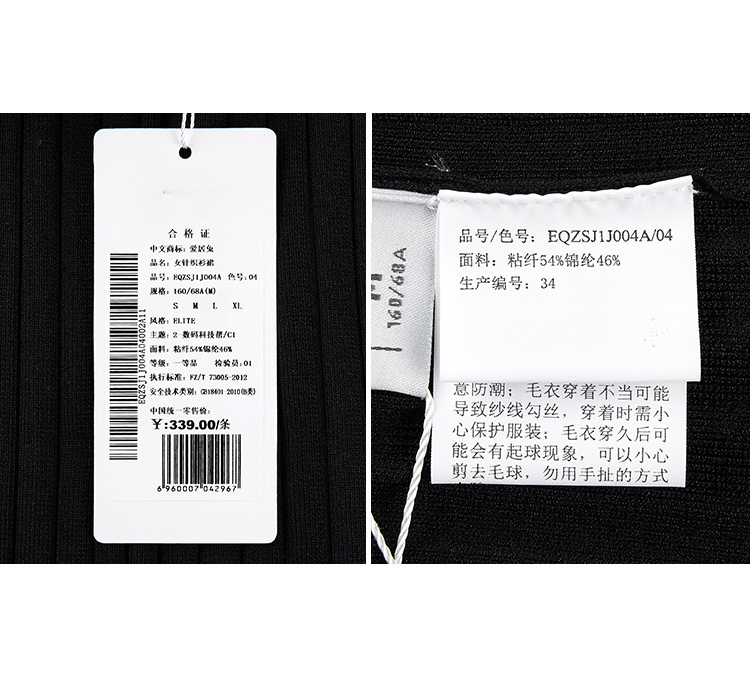 合格证
中文商标: 爱居兔
品名: 女针织衫裙
品号: EQZSJ1J004A 色号:04
规格: 160/68A(M)
S M L XL
风格: ELITE
主题: 2-数码科技帮/C1
面料: 粘纤54%锦纶46%
等级: 一等品 检验员:01
执行标准: FZ/T 73005-2012
安全技术类别: GB18401-2010(B类)
中国统一零售价:
¥:339.00/条
6 960007 042967
EQZSJ1J004A04002A11
160/68A
M
品号/色号: EQZSJ1J004A/04
面料: 粘纤54%锦纶46%
生产编号: 34
意防潮; 毛衣穿着不当可能
导致纱线勾丝, 穿着时需小
心保护服装; 毛衣穿久后可
能会有起球现象, 可以小心
剪去毛球, 勿用手扯的方式